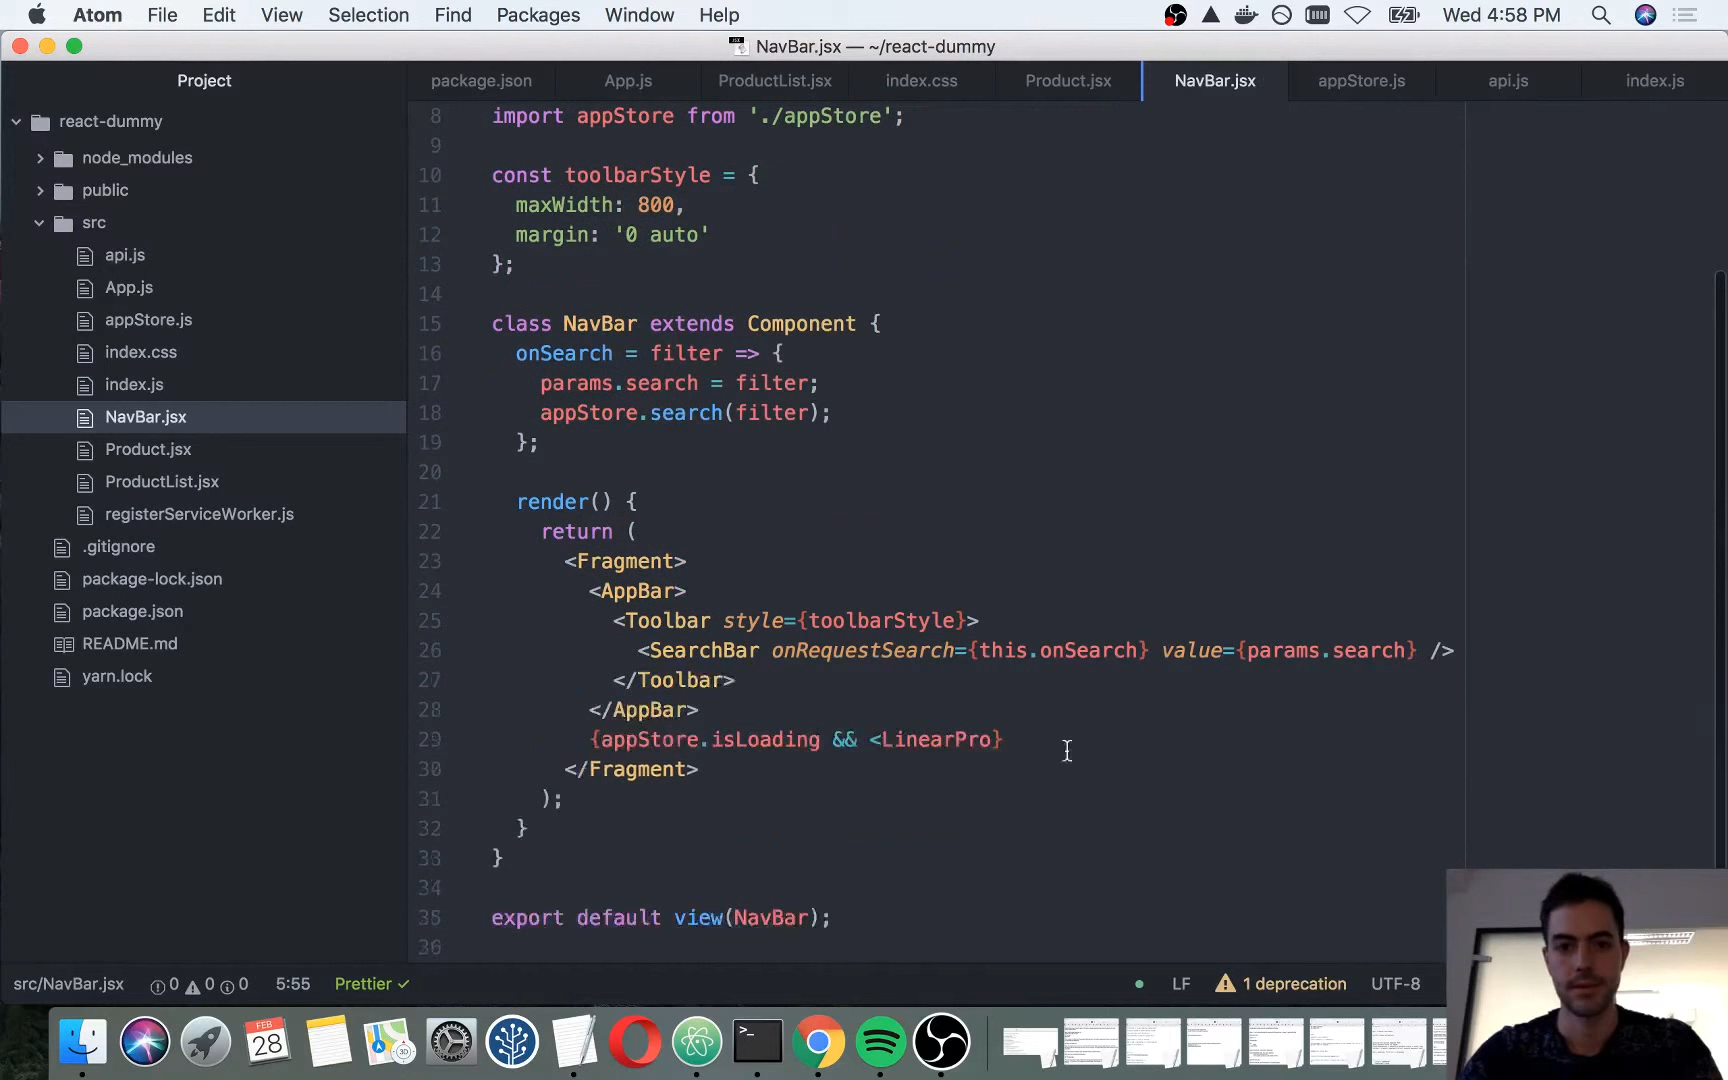 Atom File Edit View Selection Find Packages Window Help Wed 4:58 PM
NavBar.jsx — ~/react-dummy
Project
package.json App.js ProductList.jsx index.css Product.jsx NavBar.jsx appStore.js api.js index.js
react-dummy
node_modules
public
src
api.js
App.js
appStore.js
index.css
index.js
NavBar.jsx
Product.jsx
ProductList.jsx
registerServiceWorker.js
.gitignore
package-lock.json
package.json
README.md
yarn.lock
8 import appStore from './appStore';
9
10 const toolbarStyle = {
11 maxWidth: 800,
12 margin: '0 auto'
13 };
14
15 class NavBar extends Component {
16 onSearch = filter => {
17 params.search = filter;
18 appStore.search(filter);
19 };
20
21 render() {
22 return (
23 <Fragment>
24 <AppBar>
25 <Toolbar style={toolbarStyle}>
26 <SearchBar onRequestSearch={this.onSearch} value={params.search} />
27 </Toolbar>
28 </AppBar>
29 {appStore.isLoading && <LinearPro}
30 </Fragment>
31 );
32 }
33 }
34
35 export default view(NavBar);
36
src/NavBar.jsx 0 0 0 5:55 Prettier ✓ LF 1 deprecation UTF-8
FEB
28
>_